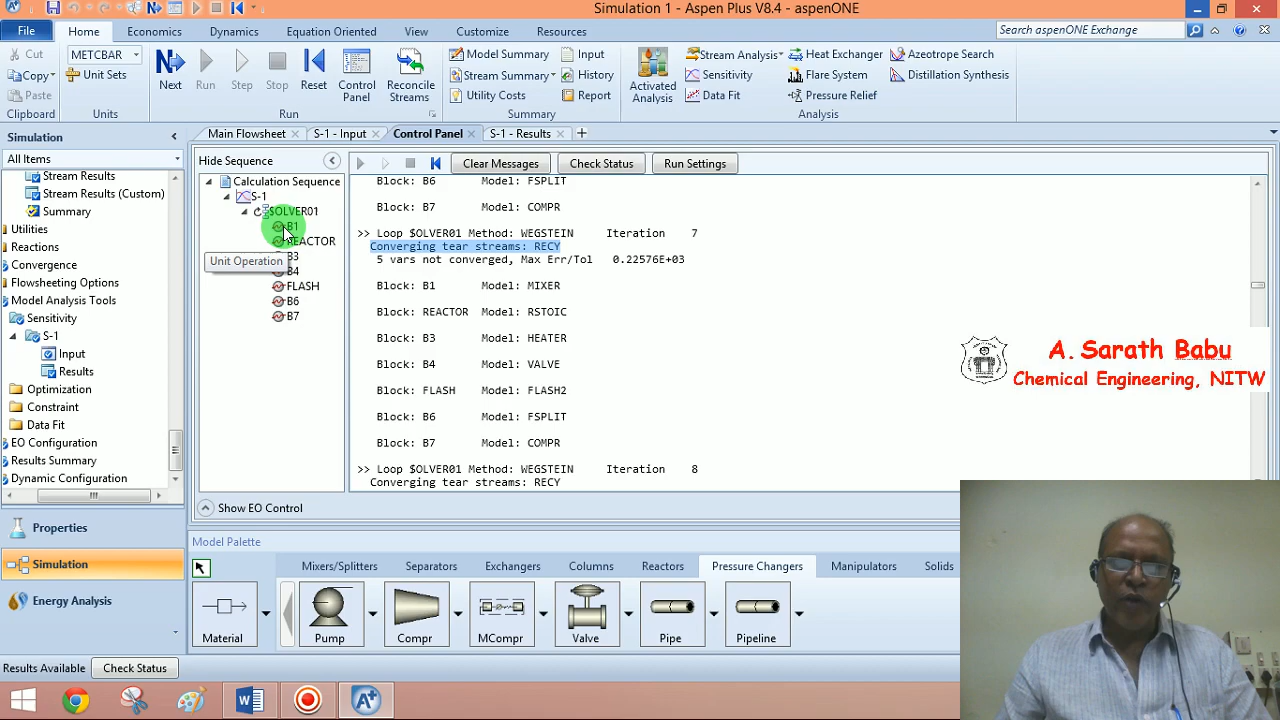 Simulation 1 - Aspen Plus V8.4 - aspenONE
File
Home
Economics
Dynamics
Equation Oriented
View
Customize
Resources
Search aspenONE Exchange
Cut
Copy
Paste
Clipboard
METCBAR
Unit Sets
Units
Next
Run
Step
Stop
Reset
Control Panel
Reconcile Streams
Run
Model Summary
Input
Stream Summary
History
Utility Costs
Report
Summary
Activated Analysis
Stream Analysis
Heat Exchanger
Azeotrope Search
Sensitivity
Flare System
Distillation Synthesis
Data Fit
Pressure Relief
Analysis
Simulation
All Items
Stream Results
Stream Results (Custom)
Summary
Utilities
Reactions
Convergence
Flowsheeting Options
Model Analysis Tools
Sensitivity
S-1
Input
Results
Optimization
Constraint
Data Fit
EO Configuration
Results Summary
Dynamic Configuration
Properties
Simulation
Energy Analysis
Main Flowsheet
S-1 - Input
Control Panel
S-1 - Results
Hide Sequence
Calculation Sequence
S-1
$OLVER01
B1
REACTOR
B3
B4
FLASH
B6
B7
Unit Operation
Clear Messages
Check Status
Run Settings
Block: B6 Model: FSPLIT
Block: B7 Model: COMPR
>> Loop $OLVER01 Method: WEGSTEIN Iteration 7
Converging tear streams: RECY
5 vars not converged, Max Err/Tol 0.22576E+03
Block: B1 Model: MIXER
Block: REACTOR Model: RSTOIC
Block: B3 Model: HEATER
Block: B4 Model: VALVE
Block: FLASH Model: FLASH2
Block: B6 Model: FSPLIT
Block: B7 Model: COMPR
>> Loop $OLVER01 Method: WEGSTEIN Iteration 8
Converging tear streams: RECY
A. Sarath Babu
Chemical Engineering, NITW
Show EO Control
Model Palette
Mixers/Splitters
Separators
Exchangers
Columns
Reactors
Pressure Changers
Manipulators
Solids
Material
Pump
Compr
MCompr
Valve
Pipe
Pipeline
Results Available
Check Status